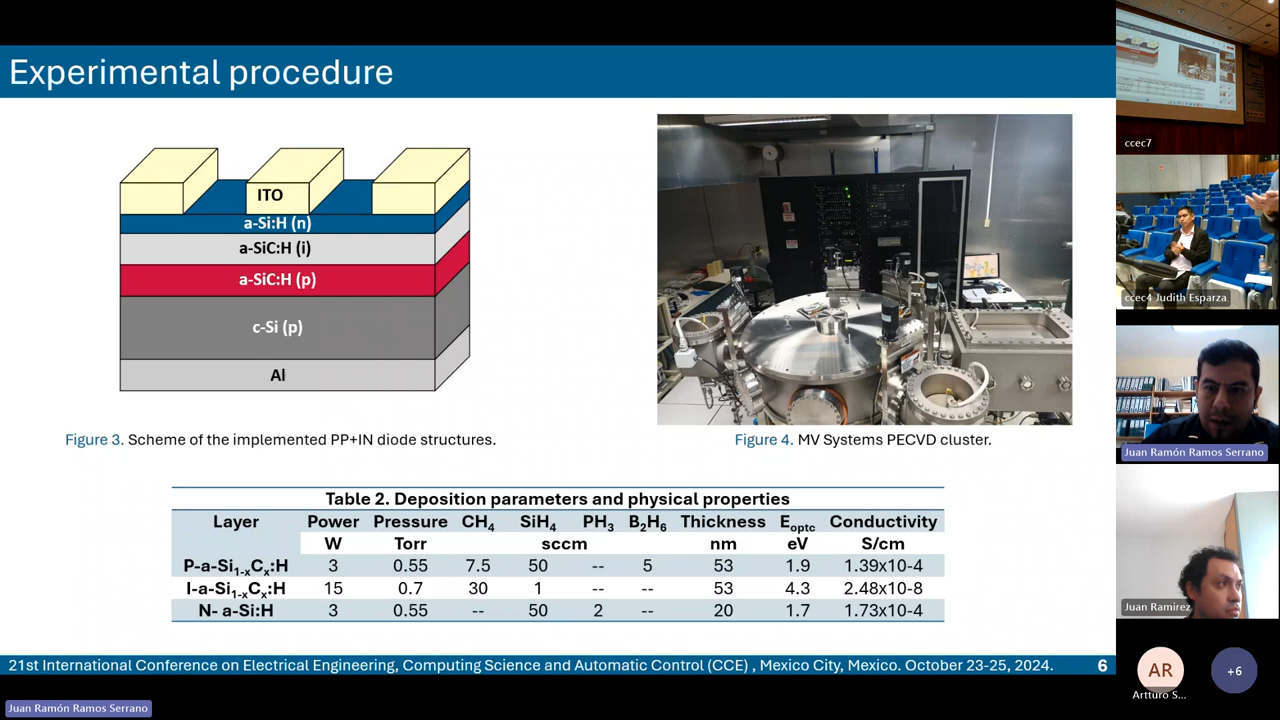 Experimental procedure
ITO
a-Si:H (n)
a-SiC:H (i)
a-SiC:H (p)
c-Si (p)
Al
Figure 3. Scheme of the implemented PP+IN diode structures.
Figure 4. MV Systems PECVD cluster.
Table 2. Deposition parameters and physical properties
Layer Power Pressure CH4 SiH4 PH3 B2H6 Thickness Eoptc Conductivity
W Torr sccm nm eV S/cm
P-a-Si1-xCx:H 3 0.55 7.5 50 -- 5 53 1.9 1.39x10-4
I-a-Si1-xCx:H 15 0.7 30 1 -- -- 53 4.3 2.48x10-8
N- a-Si:H 3 0.55 -- 50 2 -- 20 1.7 1.73x10-4
21st International Conference on Electrical Engineering, Computing Science and Automatic Control (CCE) , Mexico City, Mexico. October 23-25, 2024. 6
Juan Ramón Ramos Serrano
ccec7
ccec4 Judith Esparza
Juan Ramón Ramos Serrano
Juan Ramirez
AR
Artturo S...
+6